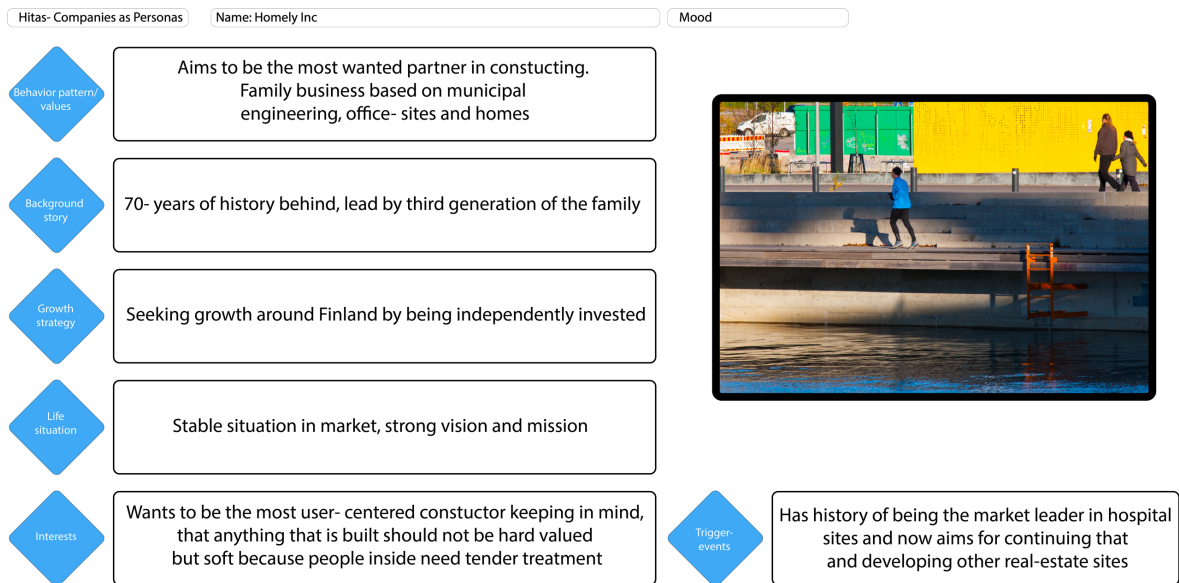 Hitas- Companies as Personas
Name: Homely Inc
Mood
Behavior pattern/
values
Aims to be the most wanted partner in constucting.
Family business based on municipal
engineering, office- sites and homes
Background
story
70- years of history behind, lead by third generation of the family
Growth
strategy
Seeking growth around Finland by being independently invested
Life
situation
Stable situation in market, strong vision and mission
Interests
Wants to be the most user- centered constuctor keeping in mind,
that anything that is built should not be hard valued
but soft because people inside need tender treatment
Trigger-
events
Has history of being the market leader in hospital
sites and now aims for continuing that
and developing other real-estate sites